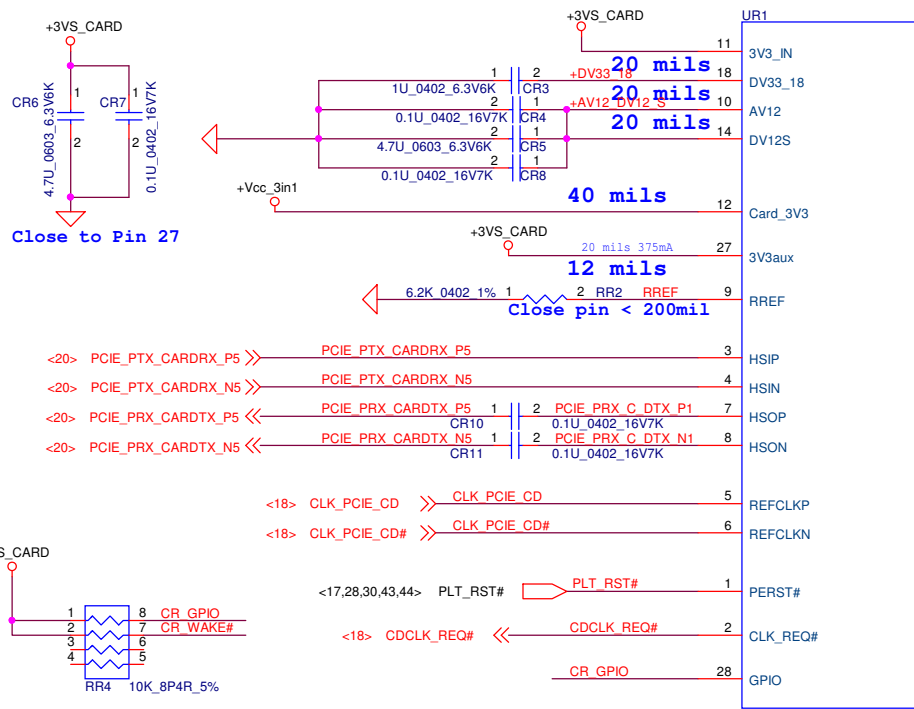 UR1
+3VS_CARD
+3VS_CARD
11 3V3_IN
20 mils
1 2 +DV33_18 18 DV33_18
1U_0402_6.3V6K CR3
20 mils
2 1 +AV12_DV12_S 10 AV12
0.1U_0402_16V7K CR4
20 mils
2 1 14 DV12S
4.7U_0603_6.3V6K CR5
2 1
0.1U_0402_16V7K CR8
CR6 1 2
4.7U_0603_6.3V6K
CR7 1 2
0.1U_0402_16V7K
Close to Pin 27
+Vcc_3in1 40 mils 12 Card_3V3
+3VS_CARD 20 mils 375mA 27 3V3aux
12 mils
6.2K_0402_1% 1 2 RR2 RREF 9 RREF
Close pin < 200mil
<20> PCIE_PTX_CARDRX_P5 PCIE_PTX_CARDRX_P5 3 HSIP
<20> PCIE_PTX_CARDRX_N5 PCIE_PTX_CARDRX_N5 4 HSIN
<20> PCIE_PRX_CARDTX_P5 PCIE_PRX_CARDTX_P5 1 2 PCIE_PRX_C_DTX_P1 7 HSOP
CR10 0.1U_0402_16V7K
<20> PCIE_PRX_CARDTX_N5 PCIE_PRX_CARDTX_N5 1 2 PCIE_PRX_C_DTX_N1 8 HSON
CR11 0.1U_0402_16V7K
<18> CLK_PCIE_CD CLK_PCIE_CD 5 REFCLKP
<18> CLK_PCIE_CD# CLK_PCIE_CD# 6 REFCLKN
<17,28,30,43,44> PLT_RST# PLT_RST# 1 PERST#
<18> CDCLK_REQ# CDCLK_REQ# 2 CLK_REQ#
CR_GPIO 28 GPIO
S_CARD
1 8 CR_GPIO
2 7 CR_WAKE#
3 6
4 5
RR4 10K_8P4R_5%